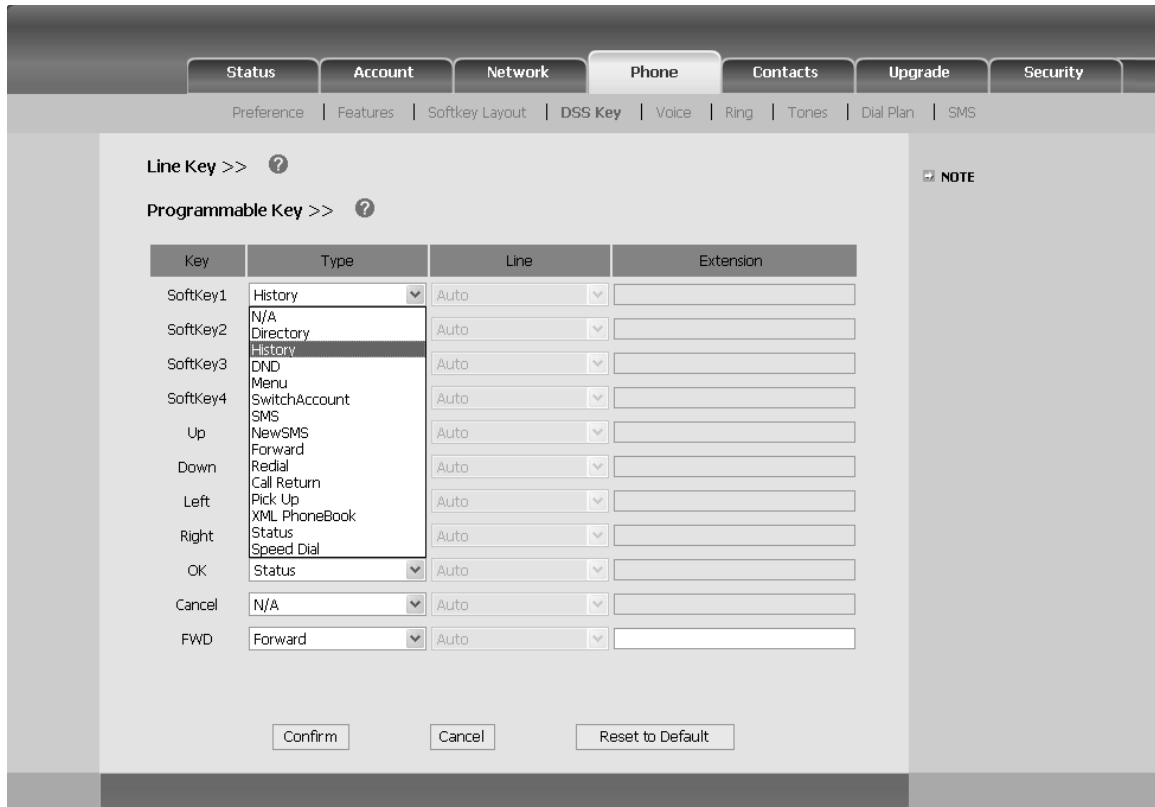 Status Account Network Phone Contacts Upgrade Security
Preference | Features | Softkey Layout | DSS Key | Voice | Ring | Tones | Dial Plan | SMS
Line Key >> ?
NOTE
Programmable Key >> ?
Key Type Line Extension
SoftKey1 History Auto
SoftKey2 Auto
SoftKey3 Auto
SoftKey4 Auto
Up Auto
Down Auto
Left Auto
Right Auto
N/A
Directory
History
DND
Menu
SwitchAccount
SMS
NewSMS
Forward
Redial
Call Return
Pick Up
XML PhoneBook
Status
Speed Dial
OK Status Auto
Cancel N/A Auto
FWD Forward Auto
Confirm Cancel Reset to Default